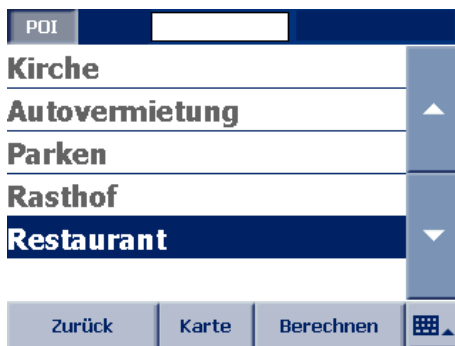 POI
Kirche
Autovermietung
Parken
Rasthof
Restaurant
Zurück Karte Berechnen